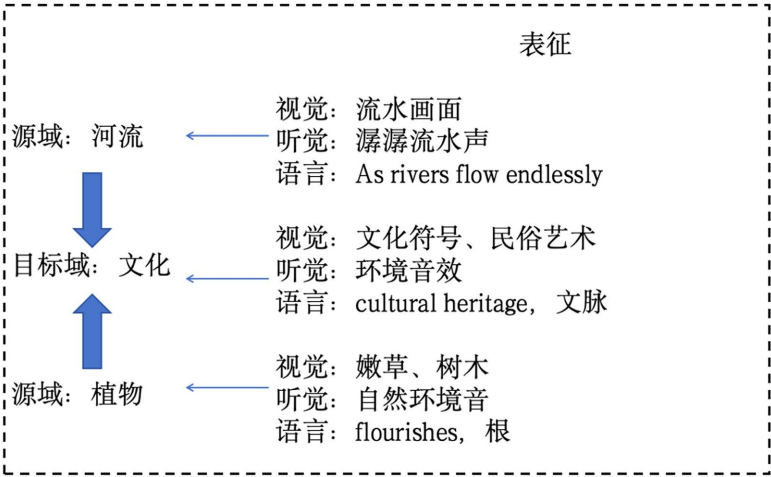 表征
视觉：流水画面
源域：河流
听觉：潺潺流水声
语言：As rivers flow endlessly
视觉：文化符号、民俗艺术
目标域：文化
听觉：环境音效
语言：cultural heritage，文脉
视觉：嫩草、树木
源域：植物
听觉：自然环境音
语言：flourishes，根